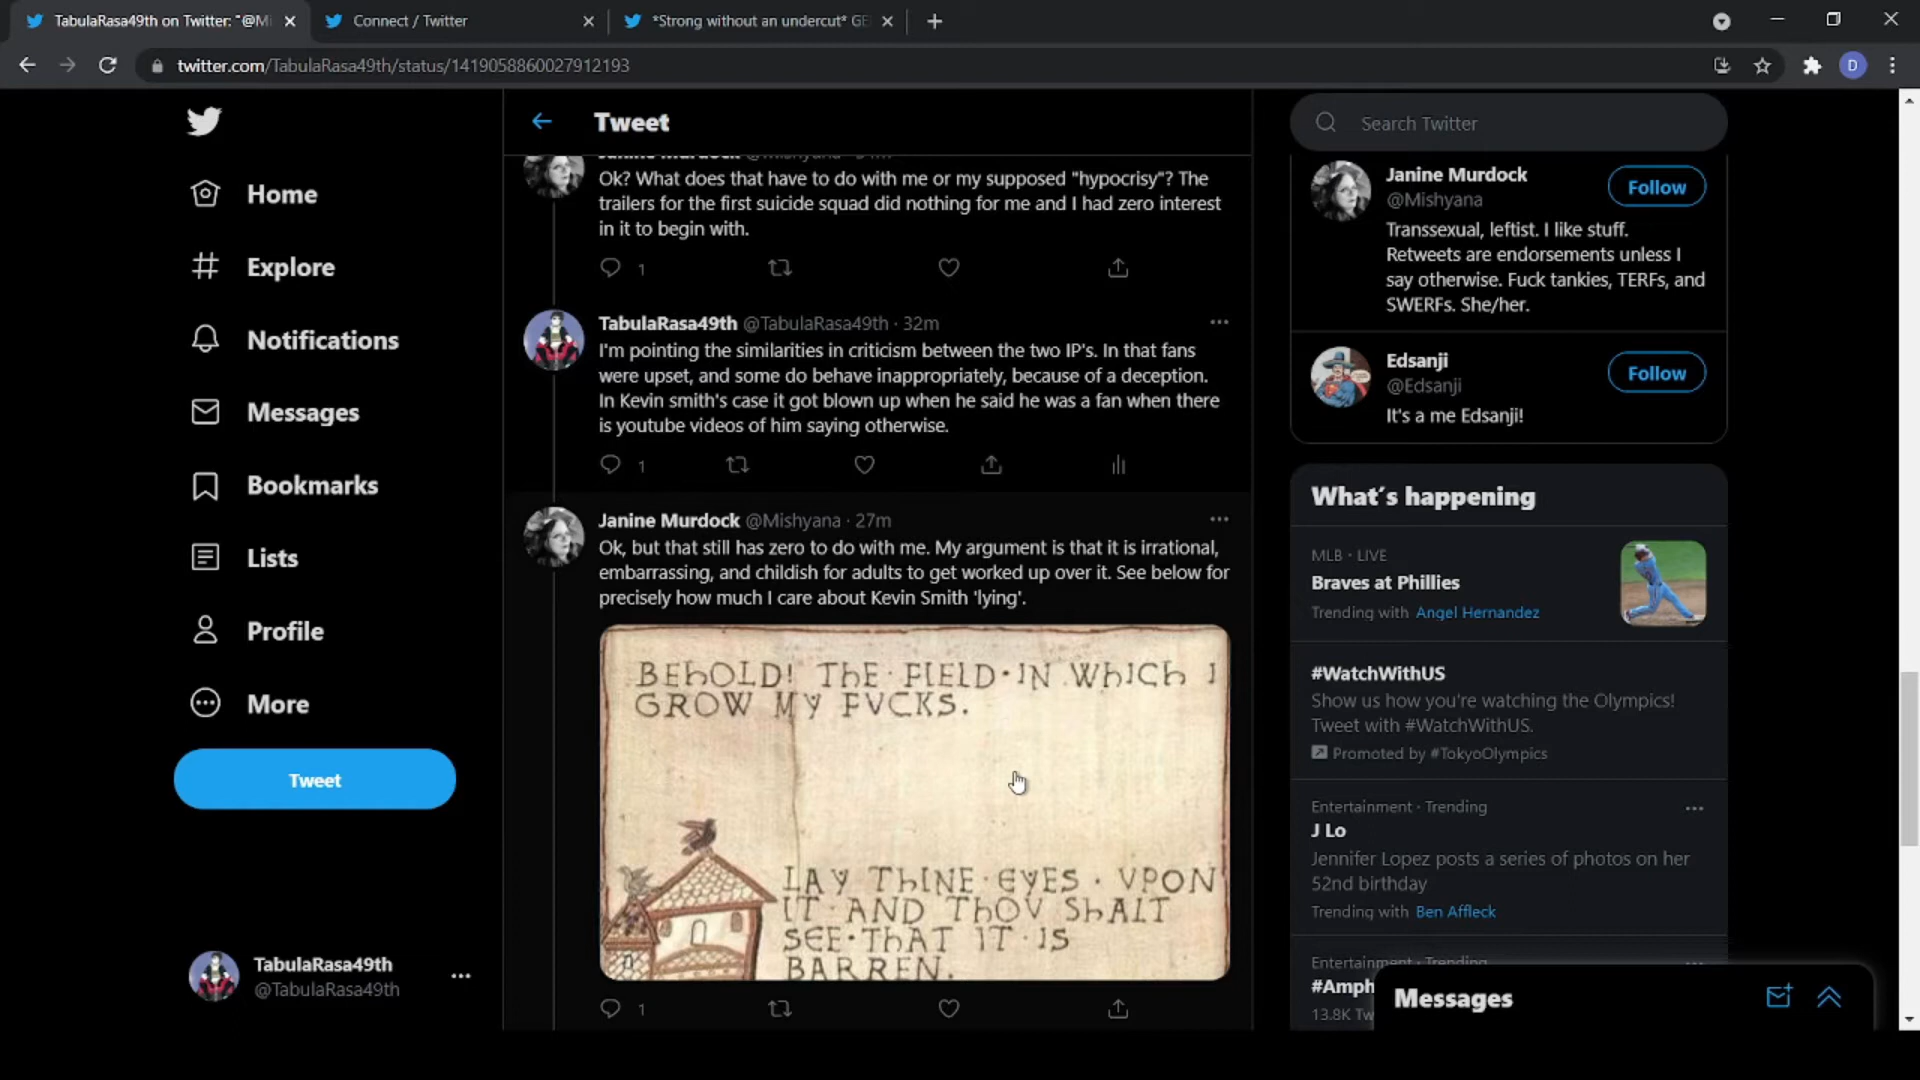 TabulaRasa49th on Twitter: "@Mi
Connect / Twitter
*Strong without an undercut* GE
twitter.com/TabulaRasa49th/status/1419058860027912193
D
Home
Explore
Notifications
Messages
Bookmarks
Lists
Profile
More
Tweet
TabulaRasa49th
@TabulaRasa49th
Tweet
Ok? What does that have to do with me or my supposed "hypocrisy"? The
trailers for the first suicide squad did nothing for me and I had zero interest
in it to begin with.
1
TabulaRasa49th @TabulaRasa49th · 32m
I'm pointing the similarities in criticism between the two IP's. In that fans
were upset, and some do behave inappropriately, because of a deception.
In Kevin smith's case it got blown up when he said he was a fan when there
is youtube videos of him saying otherwise.
1
Janine Murdock @Mishyana · 27m
Ok, but that still has zero to do with me. My argument is that it is irrational,
embarrassing, and childish for adults to get worked up over it. See below for
precisely how much I care about Kevin Smith 'lying'.
BEhOLD! ThE · FIELD · IN WhICh I
GROW MY FVCKS.
LAY ThINE · EYES · VPON
IT · AND ThOV ShALT
SEE · ThAT IT · IS
BARREN.
1
Search Twitter
Janine Murdock
@Mishyana
Follow
Transsexual, leftist. I like stuff.
Retweets are endorsements unless I
say otherwise. Fuck tankies, TERFs, and
SWERFs. She/her.
Edsanji
@Edsanji
Follow
It's a me Edsanji!
What's happening
MLB · LIVE
Braves at Phillies
Trending with Angel Hernandez
#WatchWithUS
Show us how you're watching the Olympics!
Tweet with #WatchWithUS.
Promoted by #TokyoOlympics
Entertainment · Trending
J Lo
Jennifer Lopez posts a series of photos on her
52nd birthday
Trending with Ben Affleck
Entertainment · Trending
#Amph
13.8K Tw
Messages